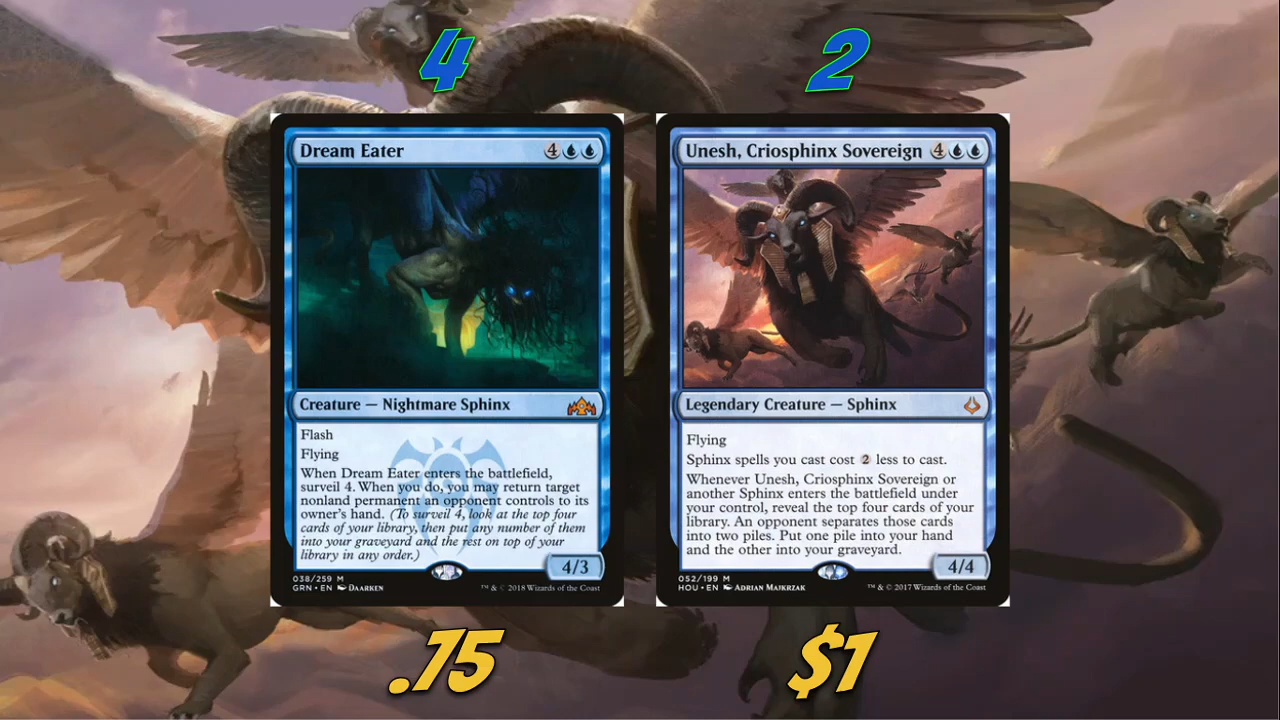 4
2
Dream Eater 4
Creature — Nightmare Sphinx
Flash
Flying
When Dream Eater enters the battlefield,
surveil 4. When you do, you may return target
nonland permanent an opponent controls to its
owner's hand. (To surveil 4, look at the top four
cards of your library, then put any number of them
into your graveyard and the rest on top of your
library in any order.)
4/3
038/259 M
GRN • EN DAARKEN
™ & © 2018 Wizards of the Coast
Unesh, Criosphinx Sovereign 4
Legendary Creature — Sphinx
Flying
Sphinx spells you cast cost 2 less to cast.
Whenever Unesh, Criosphinx Sovereign or
another Sphinx enters the battlefield under
your control, reveal the top four cards of your
library. An opponent separates those cards
into two piles. Put one pile into your hand
and the other into your graveyard.
4/4
052/199 M
HOU • EN ADRIAN MAJKRZAK
™ & © 2017 Wizards of the Coast
.75
$1